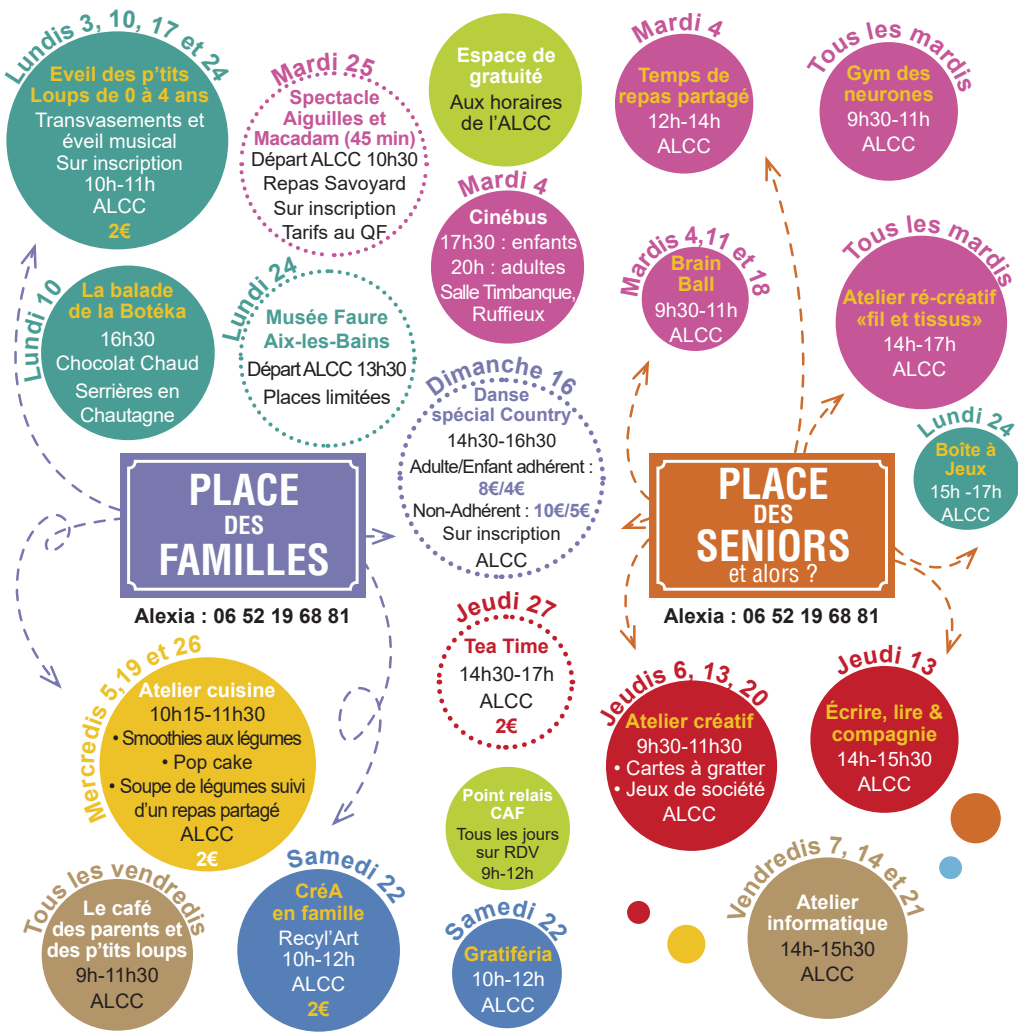 Lundis 3, 10, 17 et 24
Eveil des p'tits
Loups de 0 à 4 ans
Transvasements et
éveil musical
Sur inscription
10h-11h
ALCC
2€
Mardi 25
Spectacle
Aiguilles et
Macadam (45 min)
Départ ALCC 10h30
Repas Savoyard
Sur inscription
Tarifs au QF
Espace de
gratuité
Aux horaires
de l'ALCC
Mardi 4
Temps de
repas partagé
12h-14h
ALCC
Tous les mardis
Gym des
neurones
9h30-11h
ALCC
Mardi 4
Cinébus
17h30 : enfants
20h : adultes
Salle Timbanque,
Ruffieux
Mardis 4,11 et 18
Brain
Ball
9h30-11h
ALCC
Tous les mardis
Atelier ré-créatif
«fil et tissus»
14h-17h
ALCC
Lundi 10
La balade
de la Botéka
16h30
Chocolat Chaud
Serrières en
Chautagne
Lundi 24
Musée Faure
Aix-les-Bains
Départ ALCC 13h30
Places limitées
Dimanche 16
Danse
spécial Country
14h30-16h30
Adulte/Enfant adhérent :
8€/4€
Non-Adhérent : 10€/5€
Sur inscription
ALCC
Lundi 24
Boîte à
Jeux
15h -17h
ALCC
PLACE
DES
FAMILLES
Alexia : 06 52 19 68 81
PLACE
DES
SENIORS
et alors ?
Alexia : 06 52 19 68 81
Jeudi 27
Tea Time
14h30-17h
ALCC
2€
Mercredis 5,19 et 26
Atelier cuisine
10h15-11h30
• Smoothies aux légumes
• Pop cake
• Soupe de légumes suivi
d'un repas partagé
ALCC
2€
Jeudis 6, 13, 20
Atelier créatif
9h30-11h30
• Cartes à gratter
• Jeux de société
ALCC
Jeudi 13
Écrire, lire &
compagnie
14h-15h30
ALCC
Point relais
CAF
Tous les jours
sur RDV
9h-12h
Tous les vendredis
Le café
des parents et
des p'tits loups
9h-11h30
ALCC
Samedi 22
CréA
en famille
Recyl'Art
10h-12h
ALCC
2€
Samedi 22
Gratiféria
10h-12h
ALCC
Vendredis 7, 14 et 21
Atelier
informatique
14h-15h30
ALCC